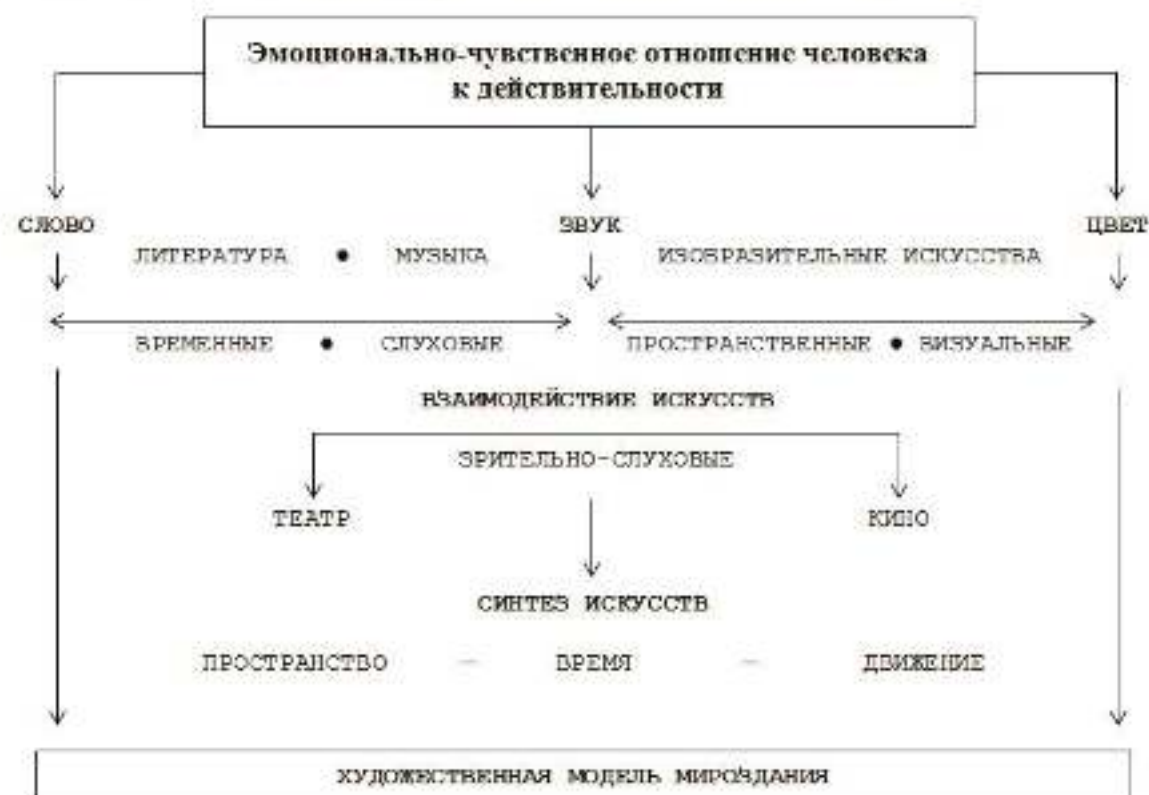 Эмоционально-чувственное отношение человека
к действительности
СЛОВО ЗВУК ЦВЕТ
ЛИТЕРАТУРА • МУЗЫКА ИЗОБРАЗИТЕЛЬНЫЕ ИСКУССТВА
ВРЕМЕННЫЕ • СЛУХОВЫЕ ПРОСТРАНСТВЕННЫЕ • ВИЗУАЛЬНЫЕ
ВЗАИМОДЕЙСТВИЕ ИСКУССТВ
ЗРИТЕЛЬНО-СЛУХОВЫЕ
ТЕАТР КИНО
СИНТЕЗ ИСКУССТВ
ПРОСТРАНСТВО — ВРЕМЯ — ДВИЖЕНИЕ
ХУДОЖЕСТВЕННАЯ МОДЕЛЬ МИРОЗДАНИЯ